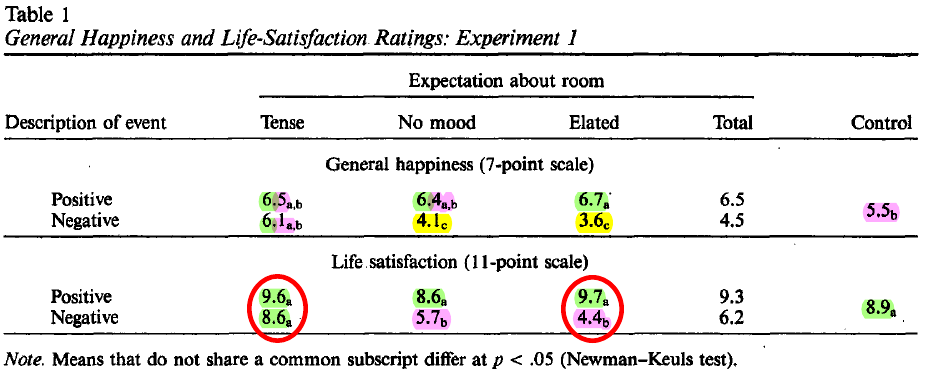 Table 1
General Happiness and Life-Satisfaction Ratings: Experiment 1
Expectation about room
Description of event Tense No mood Elated Total Control
General happiness (7-point scale)
Positive 6.5a,b 6.4a,b 6.7a 6.5
5.5b
Negative 6.1a,b 4.1c 3.6c 4.5
Life satisfaction (11-point scale)
Positive 9.6a 8.6a 9.7a 9.3
8.9a
Negative 8.6a 5.7b 4.4b 6.2
Note. Means that do not share a common subscript differ at p < .05 (Newman–Keuls test).